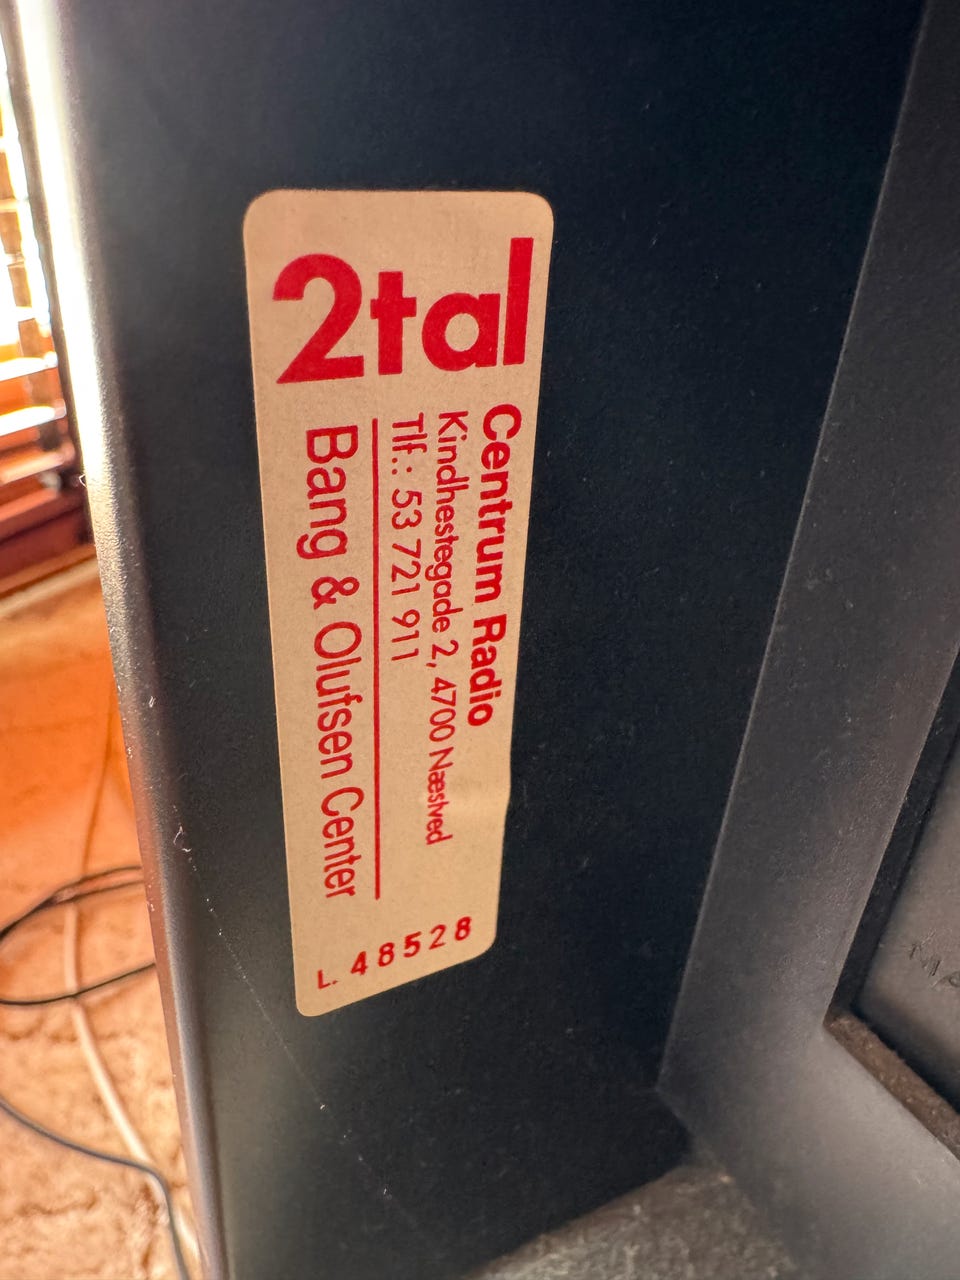 2tal
Centrum Radio
Kindhestegade 2, 4700 Næstved
Tlf.: 53 721 911
Bang & Olufsen Center
L. 48528